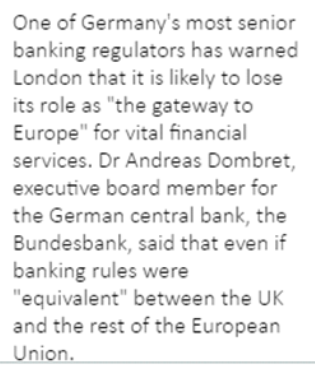 One of Germany's most senior
banking regulators has warned
London that it is likely to lose
its role as "the gateway to
Europe" for vital financial
services. Dr Andreas Dombret,
executive board member for
the German central bank, the
Bundesbank, said that even if
banking rules were
"equivalent" between the UK
and the rest of the European
Union.